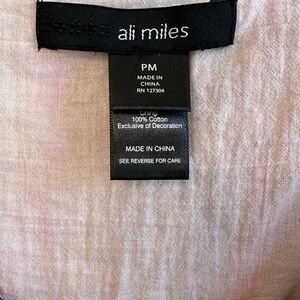 ali miles
PM
MADE IN
CHINA
RN 127304
100% Cotton
Exclusive of Decoration
MADE IN CHINA
SEE REVERSE FOR CARE